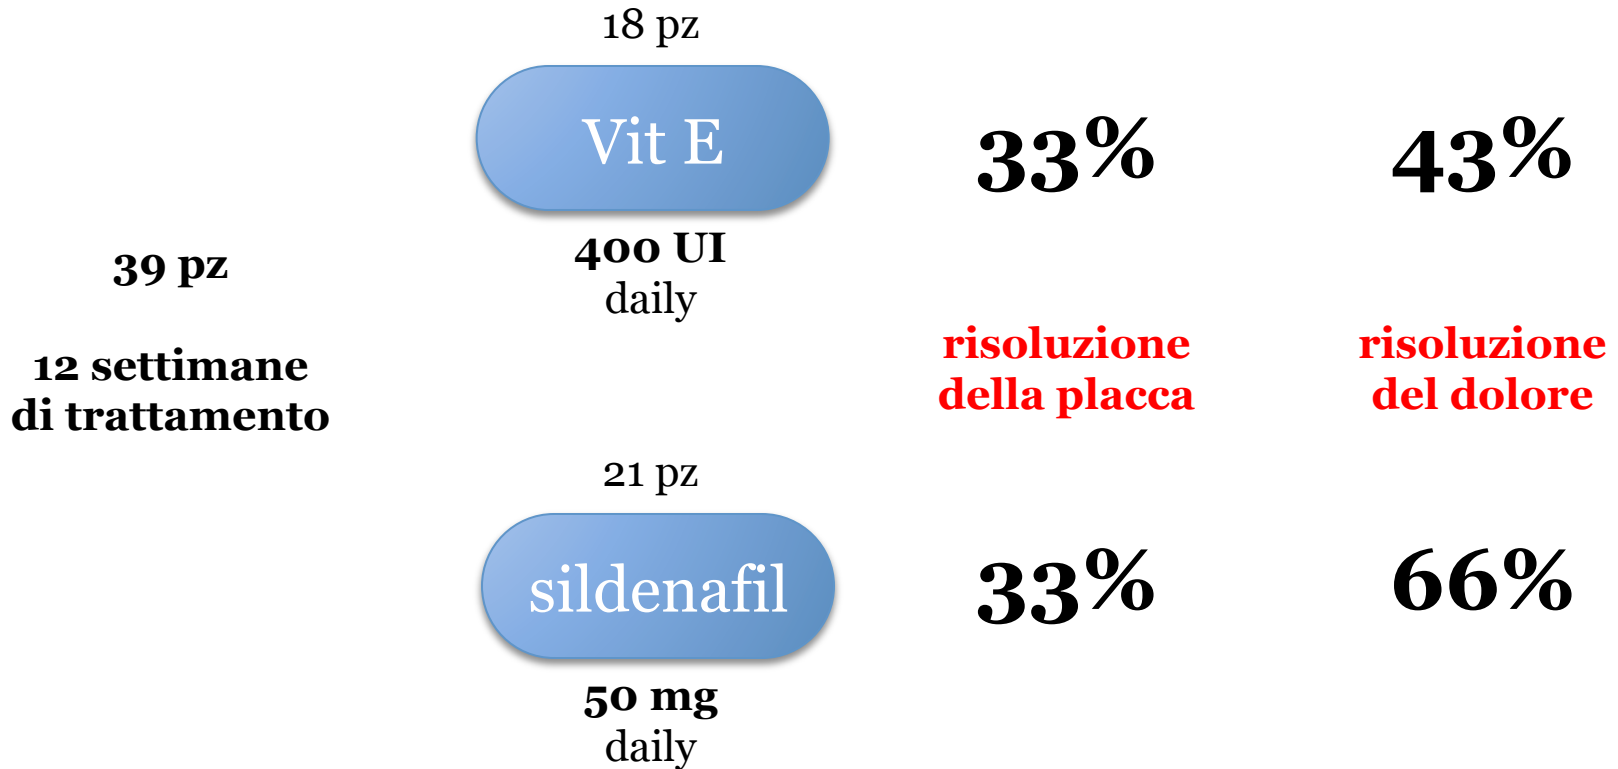 39 pz
12 settimane
di trattamento
18 pz
Vit E
400 UI
daily
33%
43%
risoluzione
della placca
risoluzione
del dolore
21 pz
sildenafil
50 mg
daily
33%
66%